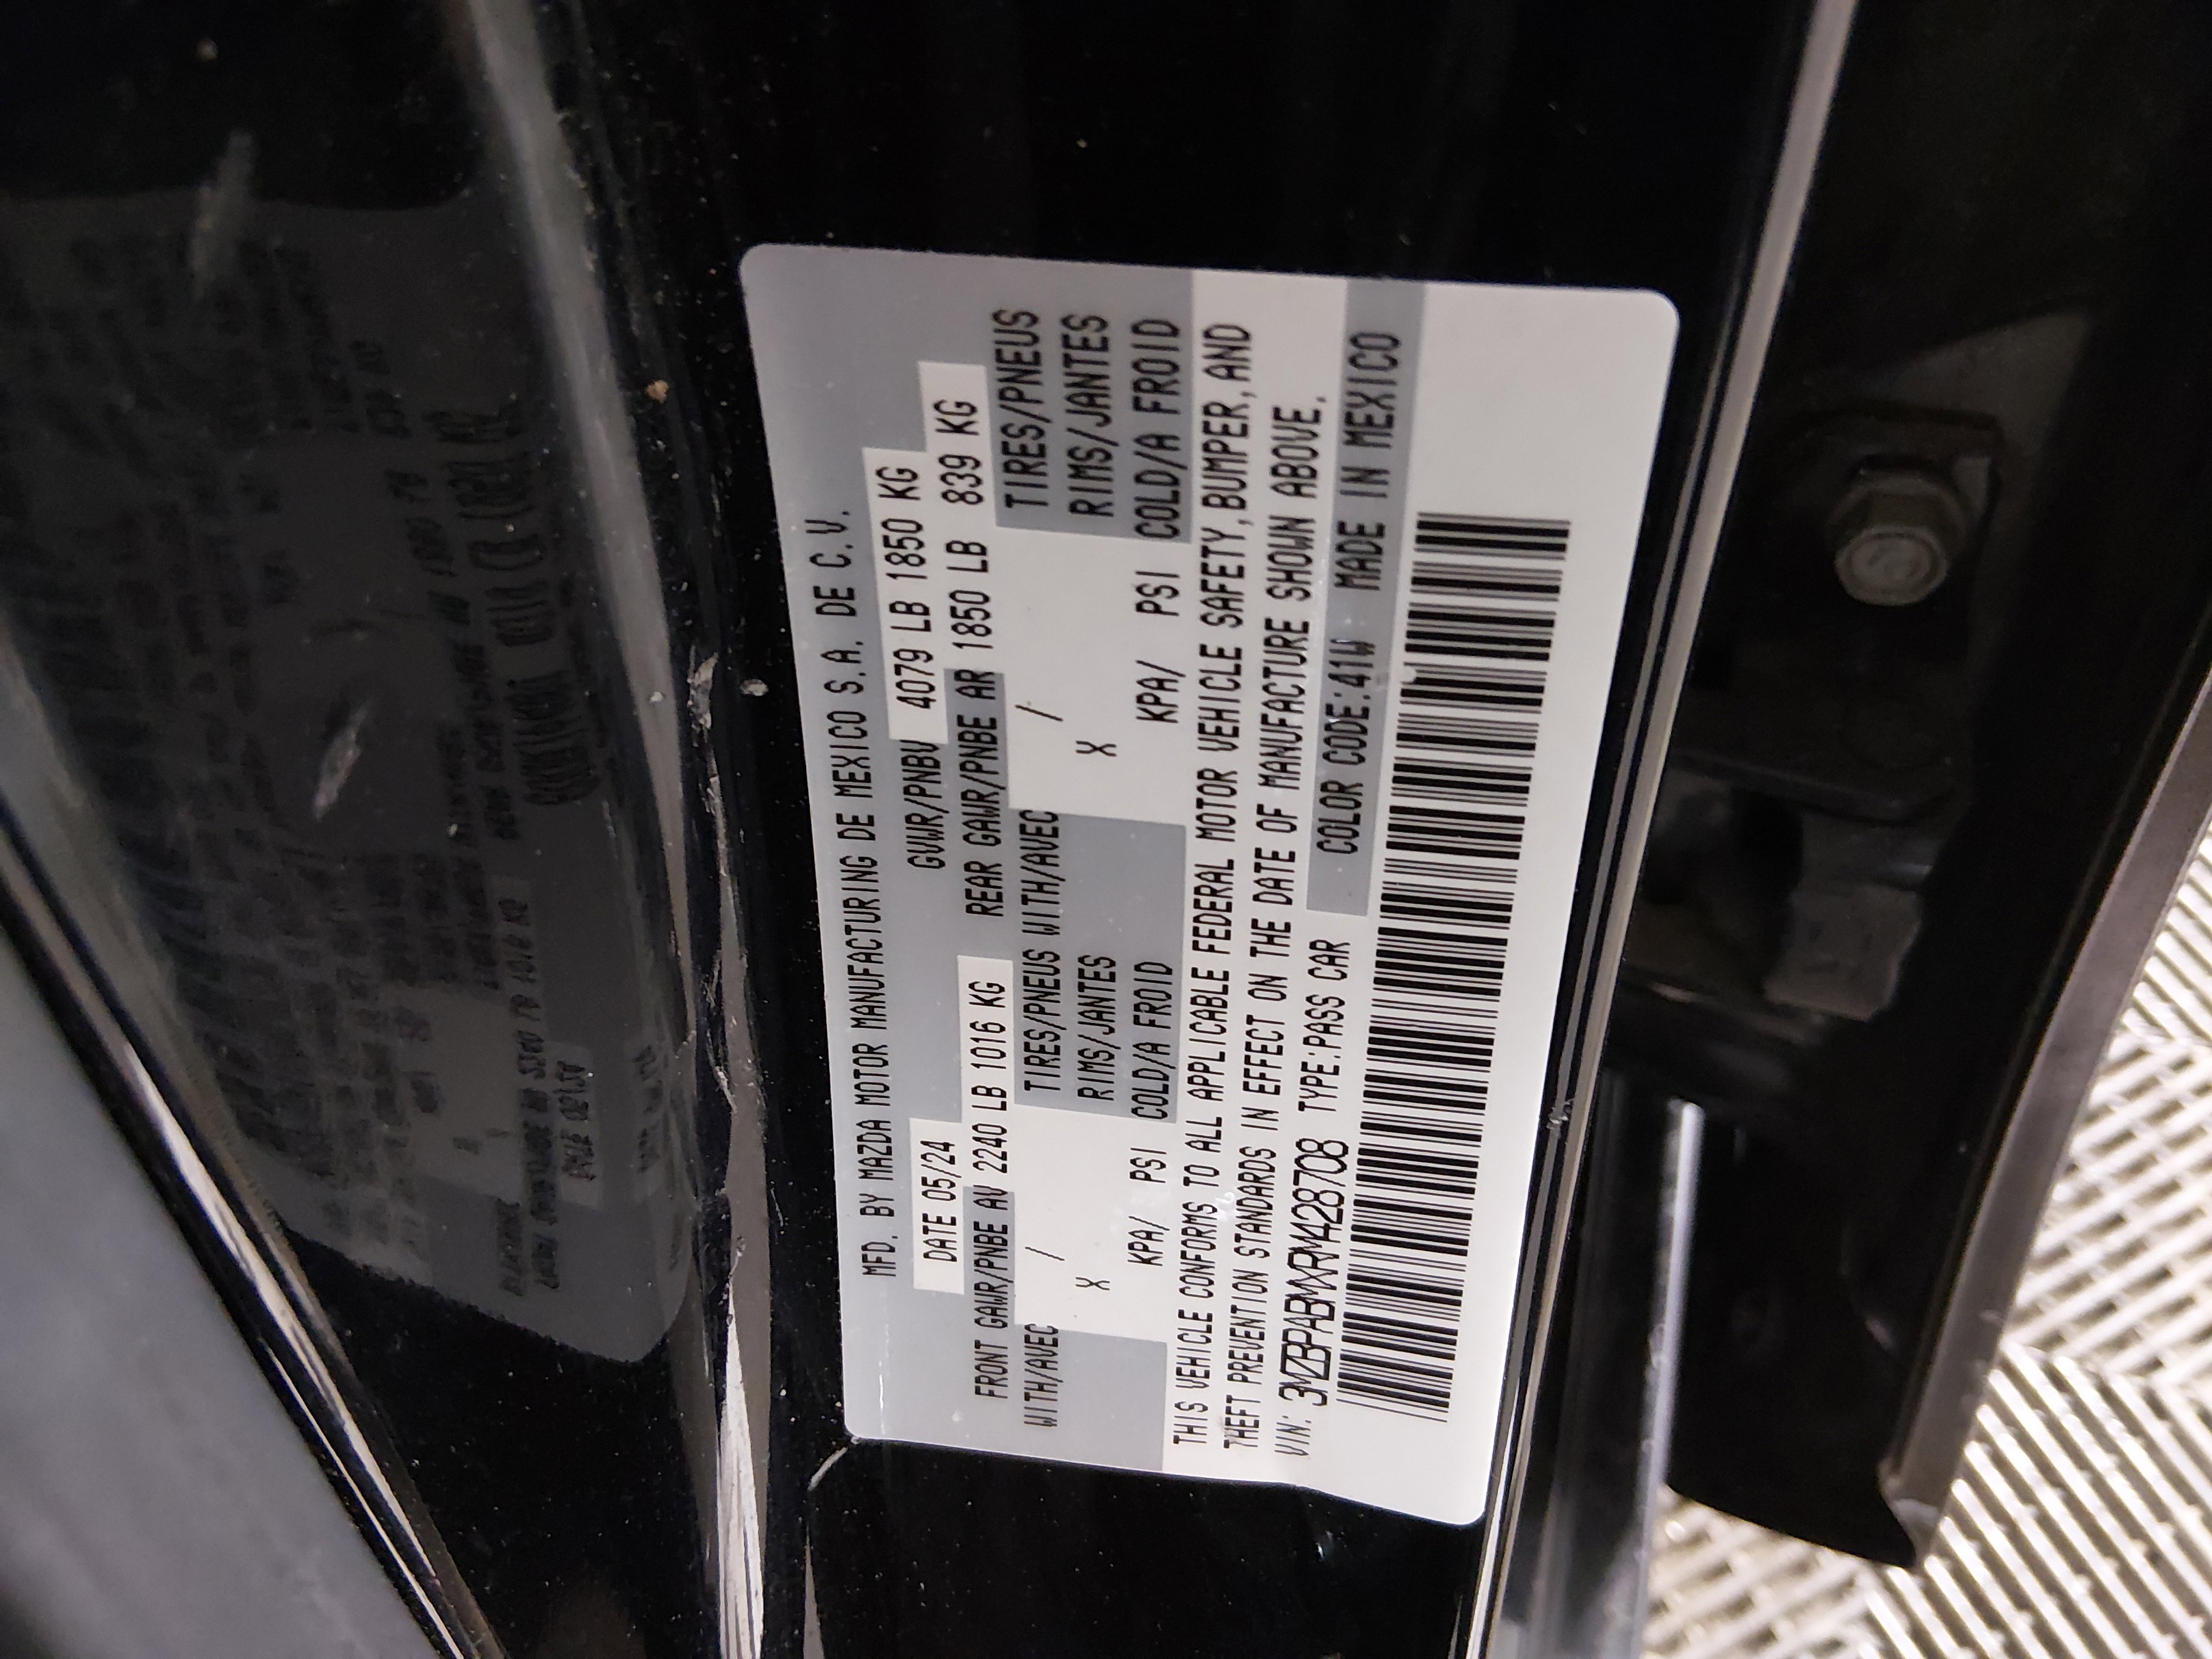 MFD. BY MAZDA MOTOR MANUFACTURING DE MEXICO S.A. DE C.V.
DATE 05/24 GVWR/PNBV 4079 LB 1850 KG
FRONT GAWR/PNBE AV 2240 LB 1016 KG REAR GAWR/PNBE AR 1850 LB 839 KG
WITH/AVEC / TIRES/PNEUS WITH/AVEC / TIRES/PNEUS
X RIMS/JANTES X RIMS/JANTES
KPA/ PSI COLD/A FROID KPA/ PSI COLD/A FROID
THIS VEHICLE CONFORMS TO ALL APPLICABLE FEDERAL MOTOR VEHICLE SAFETY,BUMPER,AND
THEFT PREVENTION STANDARDS IN EFFECT ON THE DATE OF MANUFACTURE SHOWN ABOVE.
VIN: 3MZBPABMXRM428708 TYPE:PASS CAR COLOR CODE:41W MADE IN MEXICO